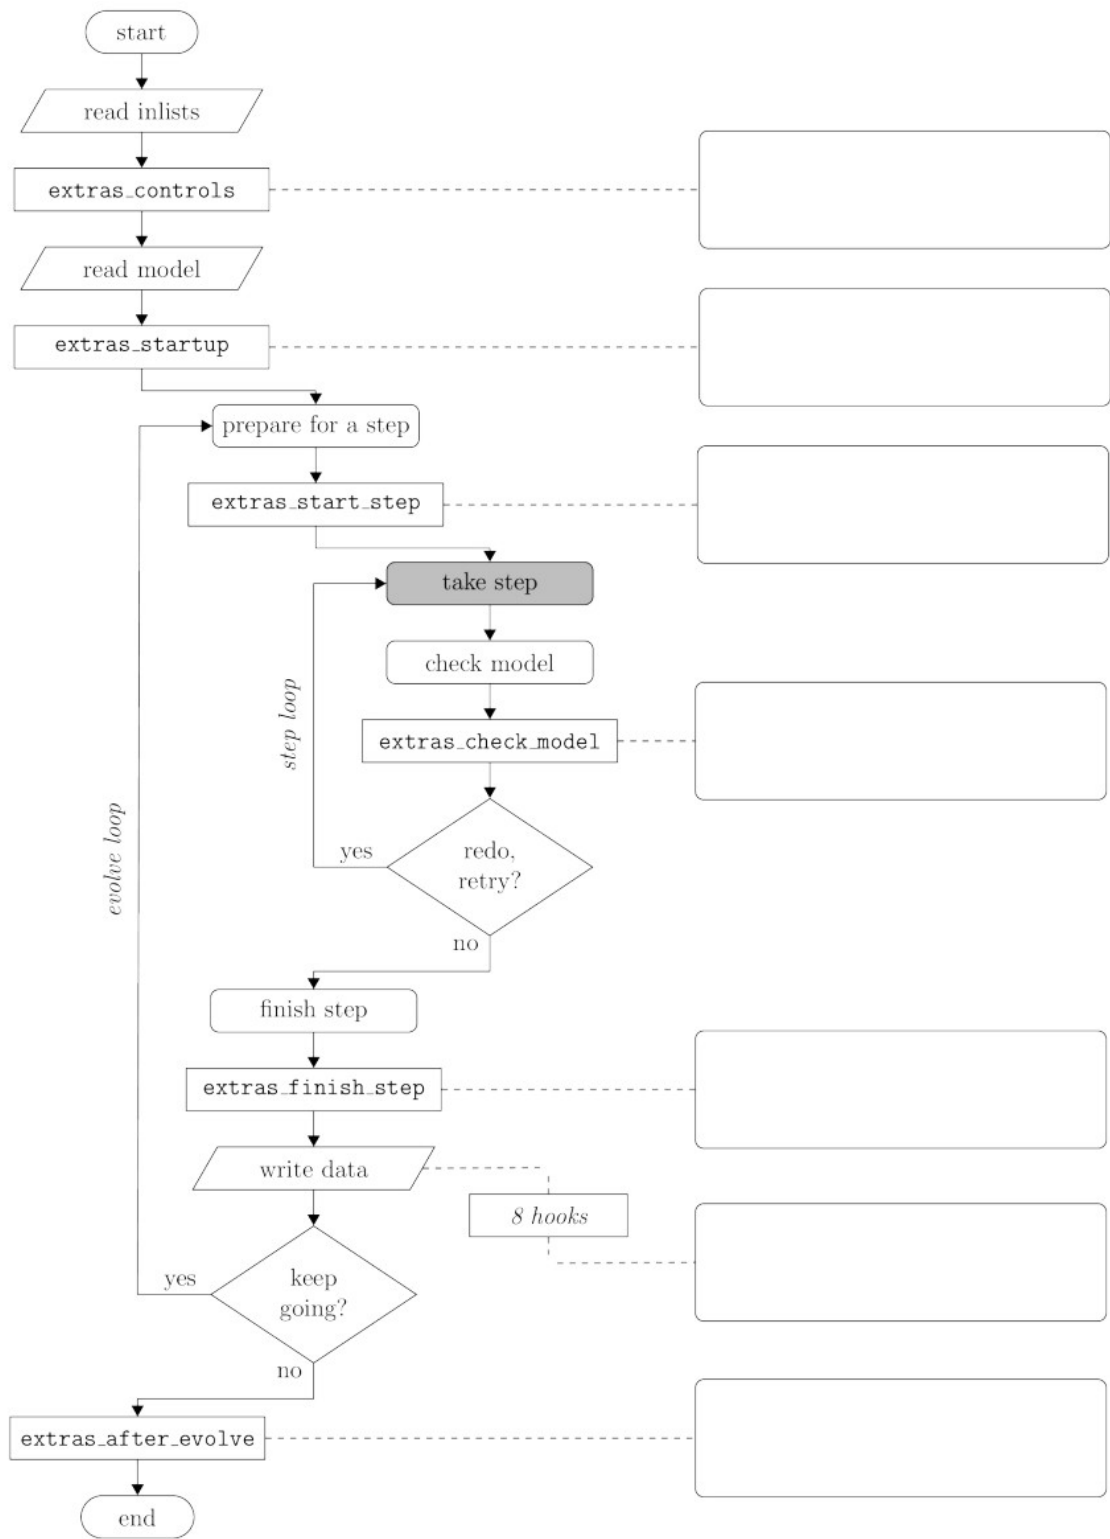 start
read inlists
extras_controls
read model
extras_startup
prepare for a step
extras_start_step
take step
check model
step loop
extras_check_model
evolve loop
yes
redo,
retry?
no
finish step
extras_finish_step
write data
8 hooks
yes
keep
going?
no
extras_after_evolve
end